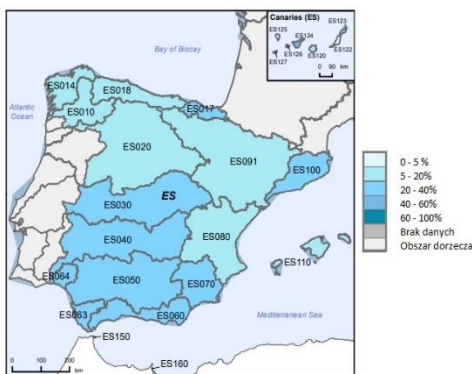 Canaries (ES)
ES123
ES125
ES124
ES126
ES120
ES122
ES127
0 90
km
Bay of Biscay
Atlantic
Ocean
ES014
ES018
ES017
ES010
ES020
ES091
ES100
ES
ES030
ES040
ES080
ES110
ES064
ES050
ES070
ES063
ES060
ES150
ES160
Mediterranean Sea
0 200
km
0 - 5 %
5 - 20%
20 - 40%
40 - 60%
60 - 100%
Brak danych
Obszar dorzecza